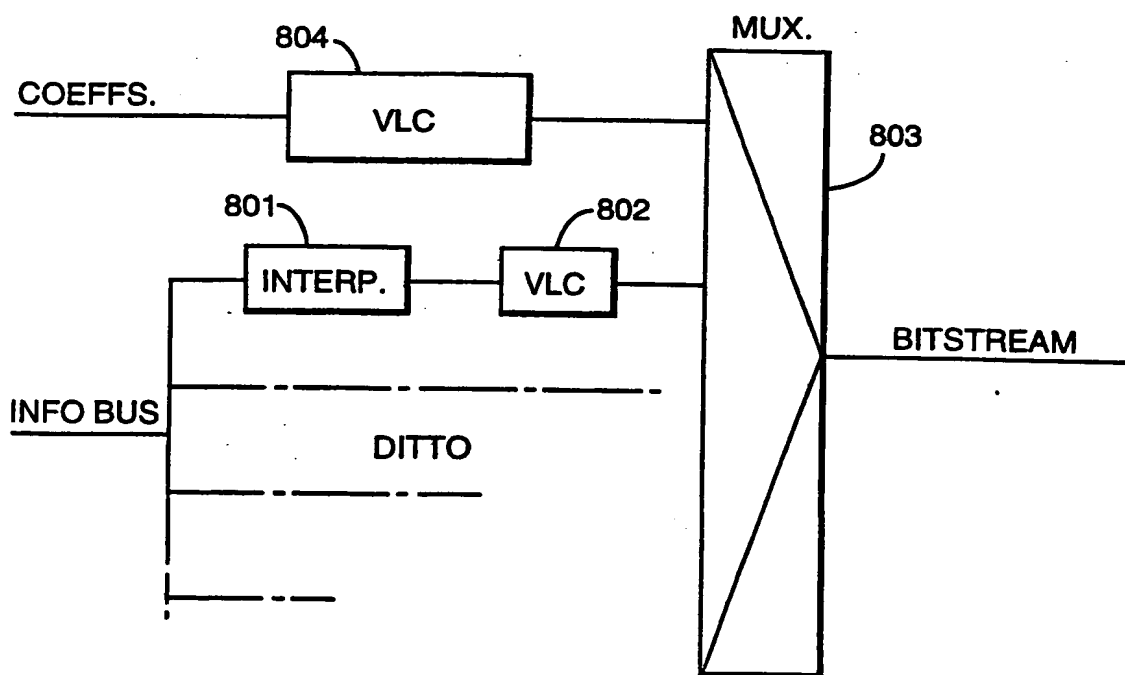 MUX.
804
COEFFS.
VLC
803
801
802
INTERP.
VLC
BITSTREAM
INFO BUS
DITTO